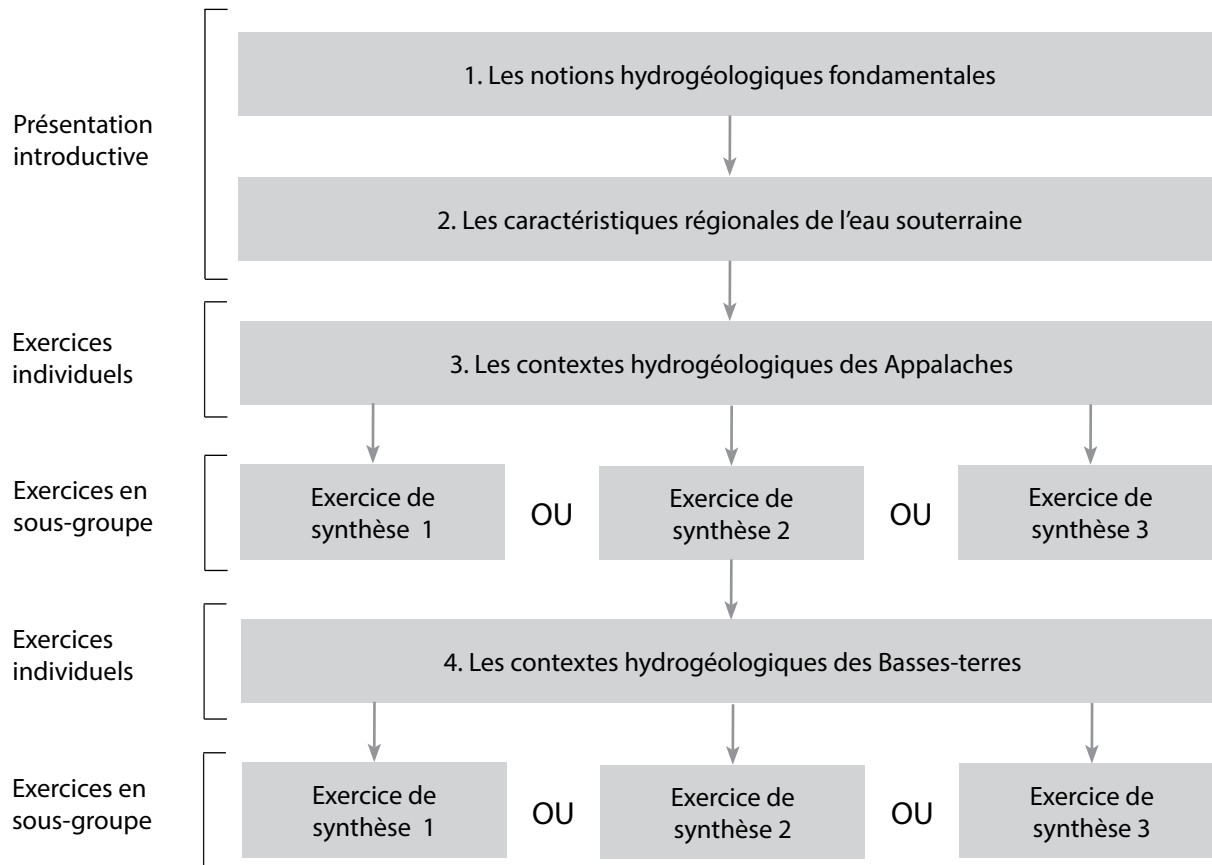 Présentation
introductive
1. Les notions hydrogéologiques fondamentales
2. Les caractéristiques régionales de l'eau souterraine
Exercices
individuels
3. Les contextes hydrogéologiques des Appalaches
Exercices en
sous-groupe
Exercice de
synthèse 1
OU
Exercice de
synthèse 2
OU
Exercice de
synthèse 3
Exercices
individuels
4. Les contextes hydrogéologiques des Basses-terres
Exercices en
sous-groupe
Exercice de
synthèse 1
OU
Exercice de
synthèse 2
OU
Exercice de
synthèse 3